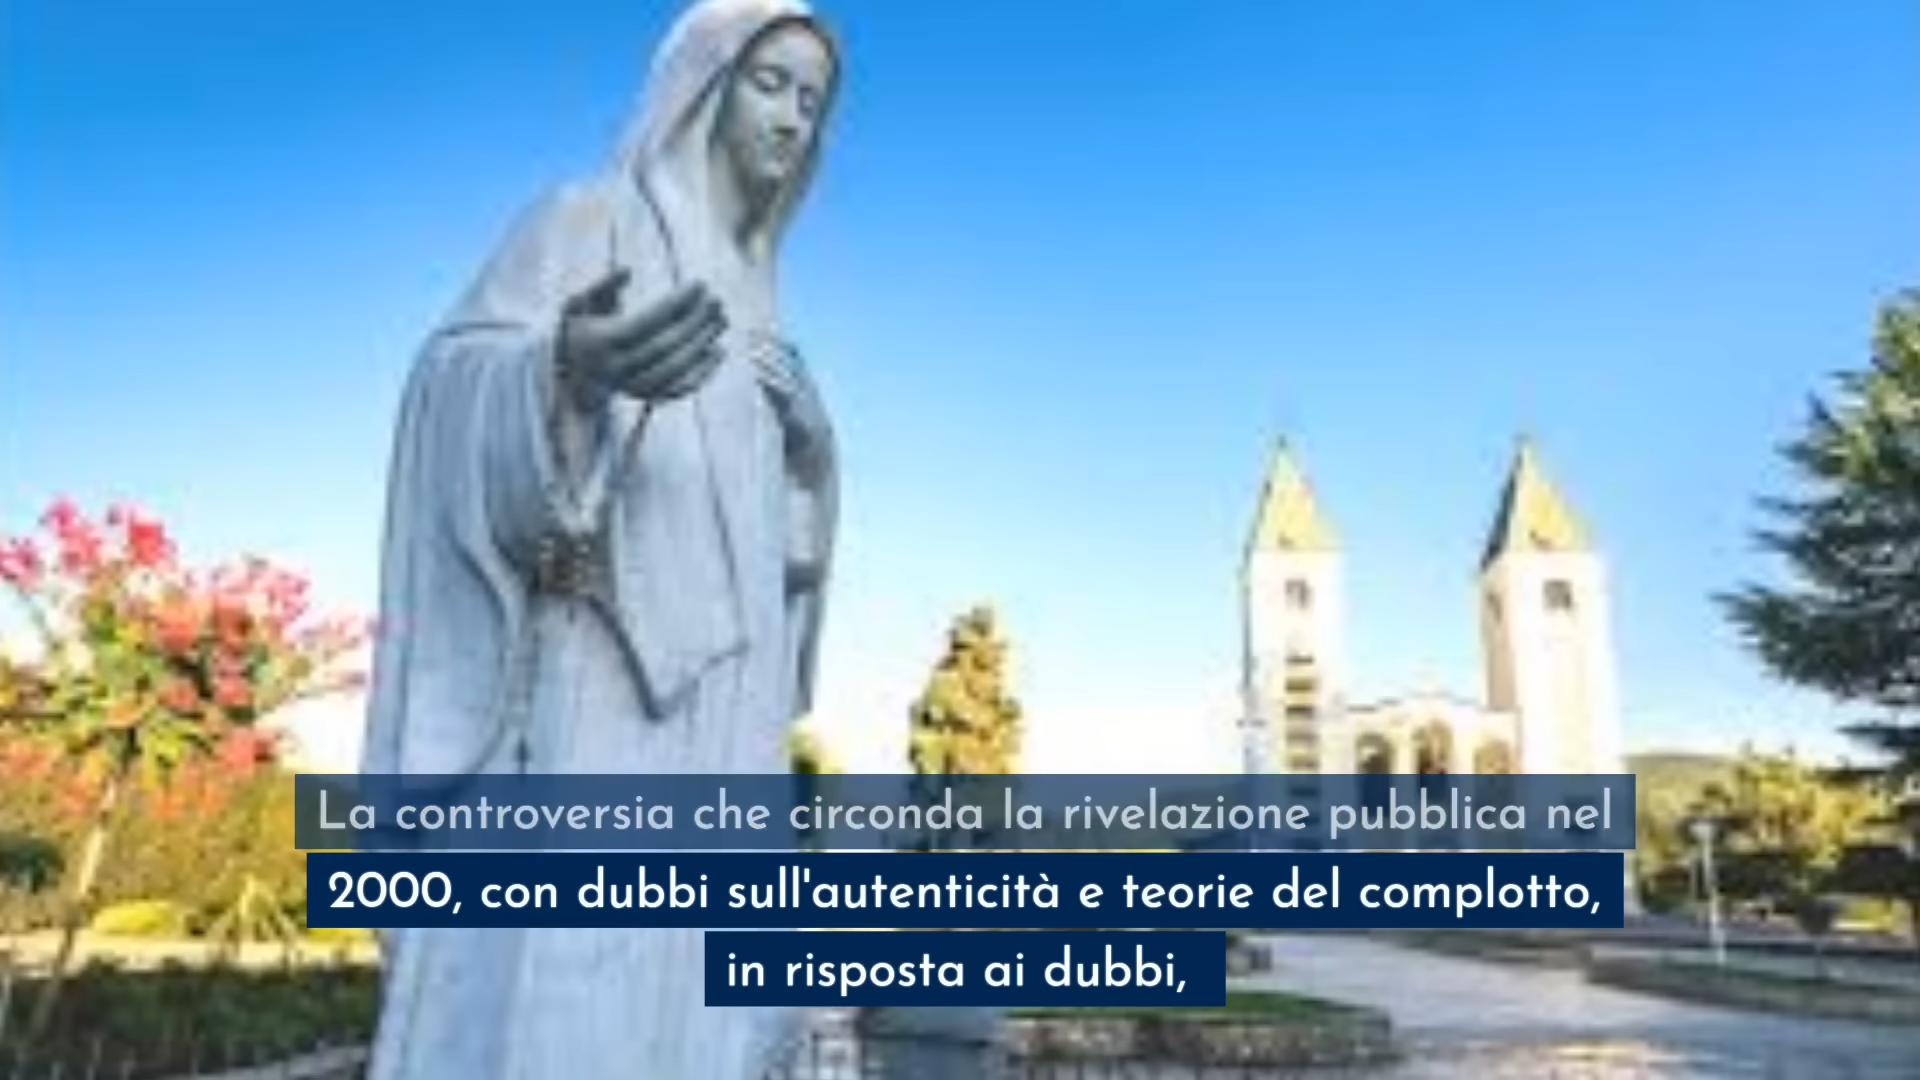 La controversia che circonda la rivelazione pubblica nel
2000, con dubbi sull'autenticità e teorie del complotto,
in risposta ai dubbi,